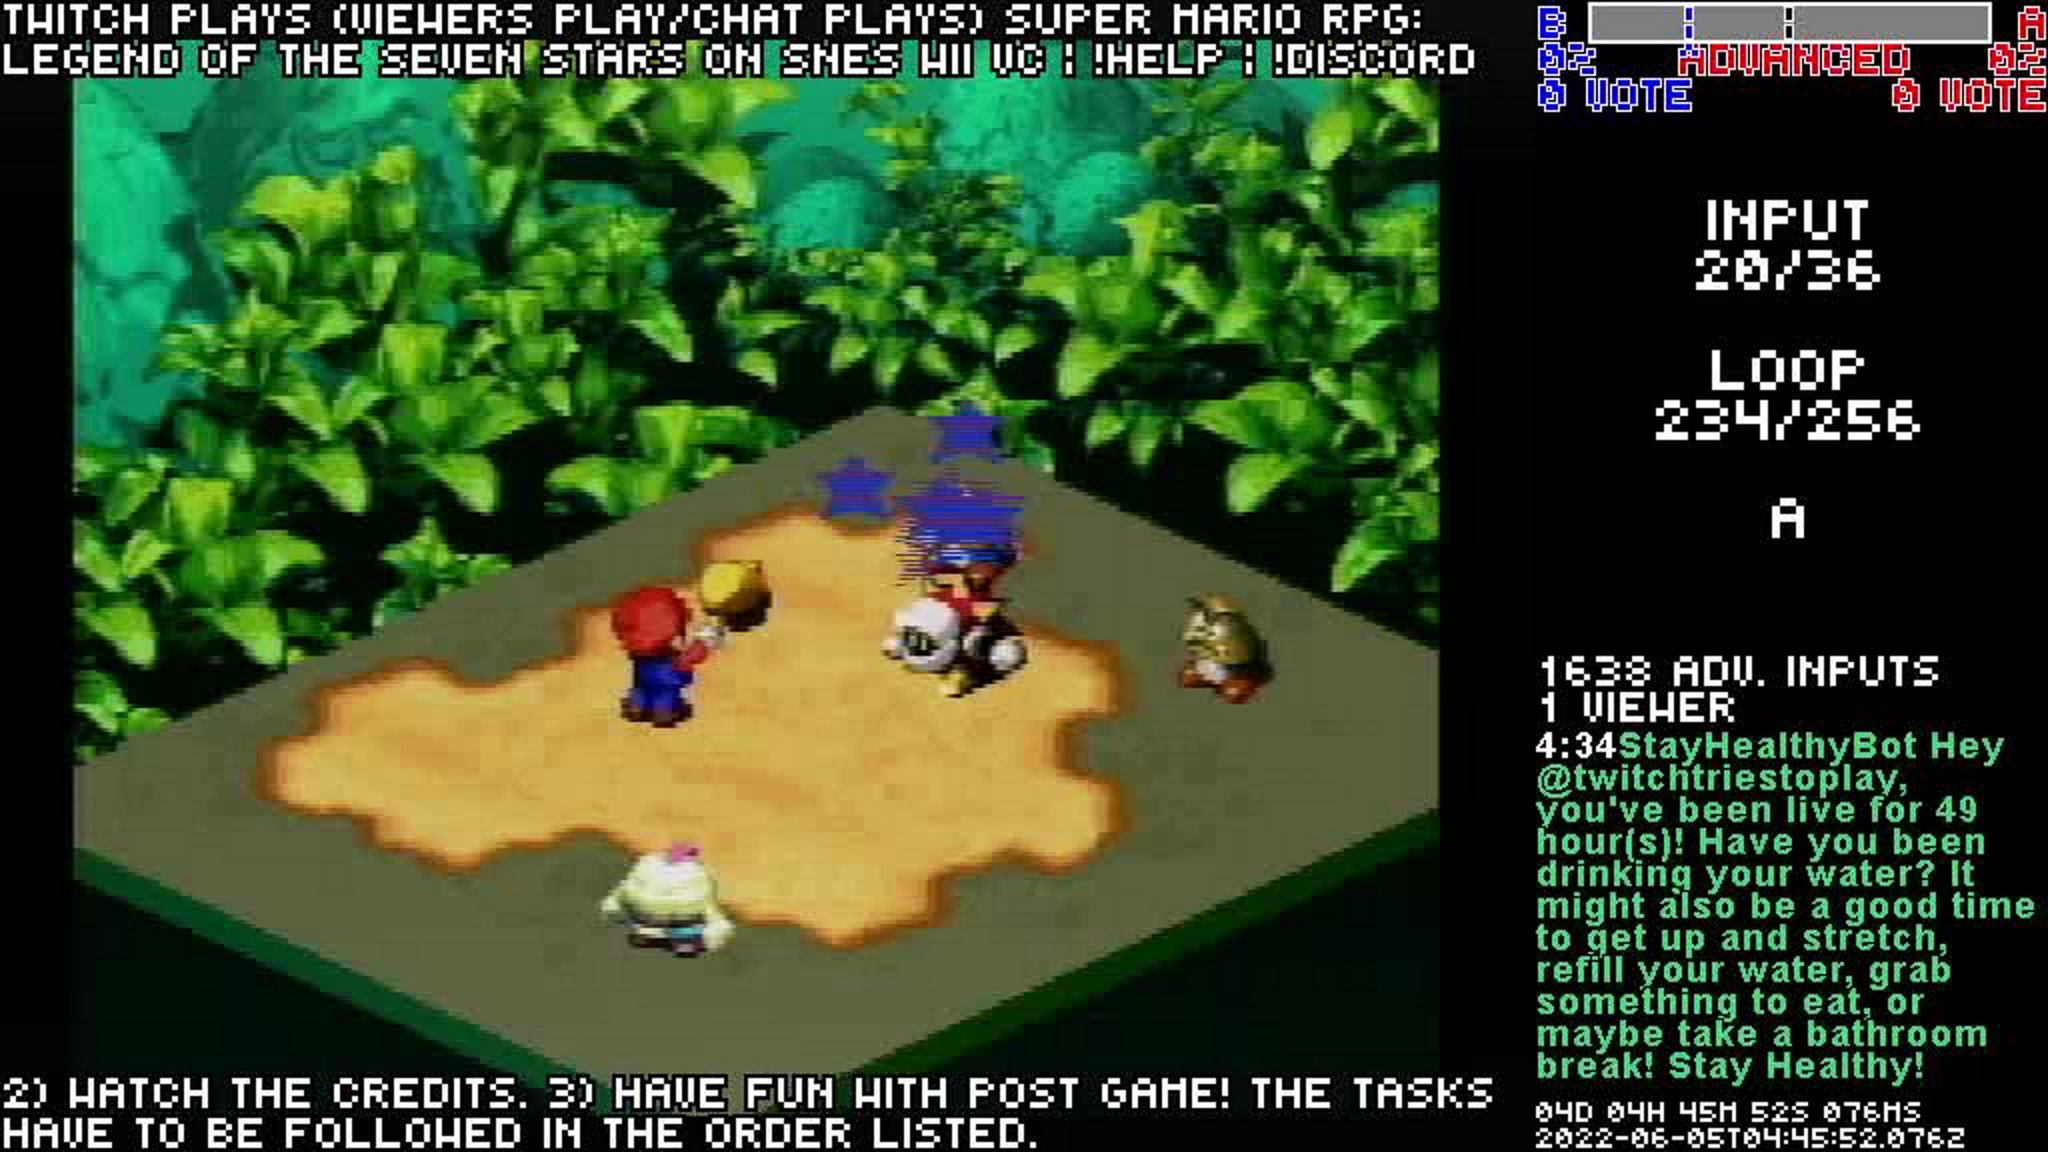 TWITCH PLAYS (VIEWERS PLAY/CHAT PLAYS) SUPER MARIO RPG:
LEGEND OF THE SEVEN STARS ON SNES WII VC | !HELP | !DISCORD
B A
0% ADVANCED 0%
0 VOTE 0 VOTE
INPUT
20/36
LOOP
234/256
A
1638 ADV. INPUTS
1 VIEWER
4:34StayHealthyBot Hey
@twitchtriestoplay,
you've been live for 49
hour(s)! Have you been
drinking your water? It
might also be a good time
to get up and stretch,
refill your water, grab
something to eat, or
maybe take a bathroom
break! Stay Healthy!
2) WATCH THE CREDITS. 3) HAVE FUN WITH POST GAME! THE TASKS
HAVE TO BE FOLLOWED IN THE ORDER LISTED.
04D 04H 45M 52S 076MS
2022-06-05T04:45:52.076Z